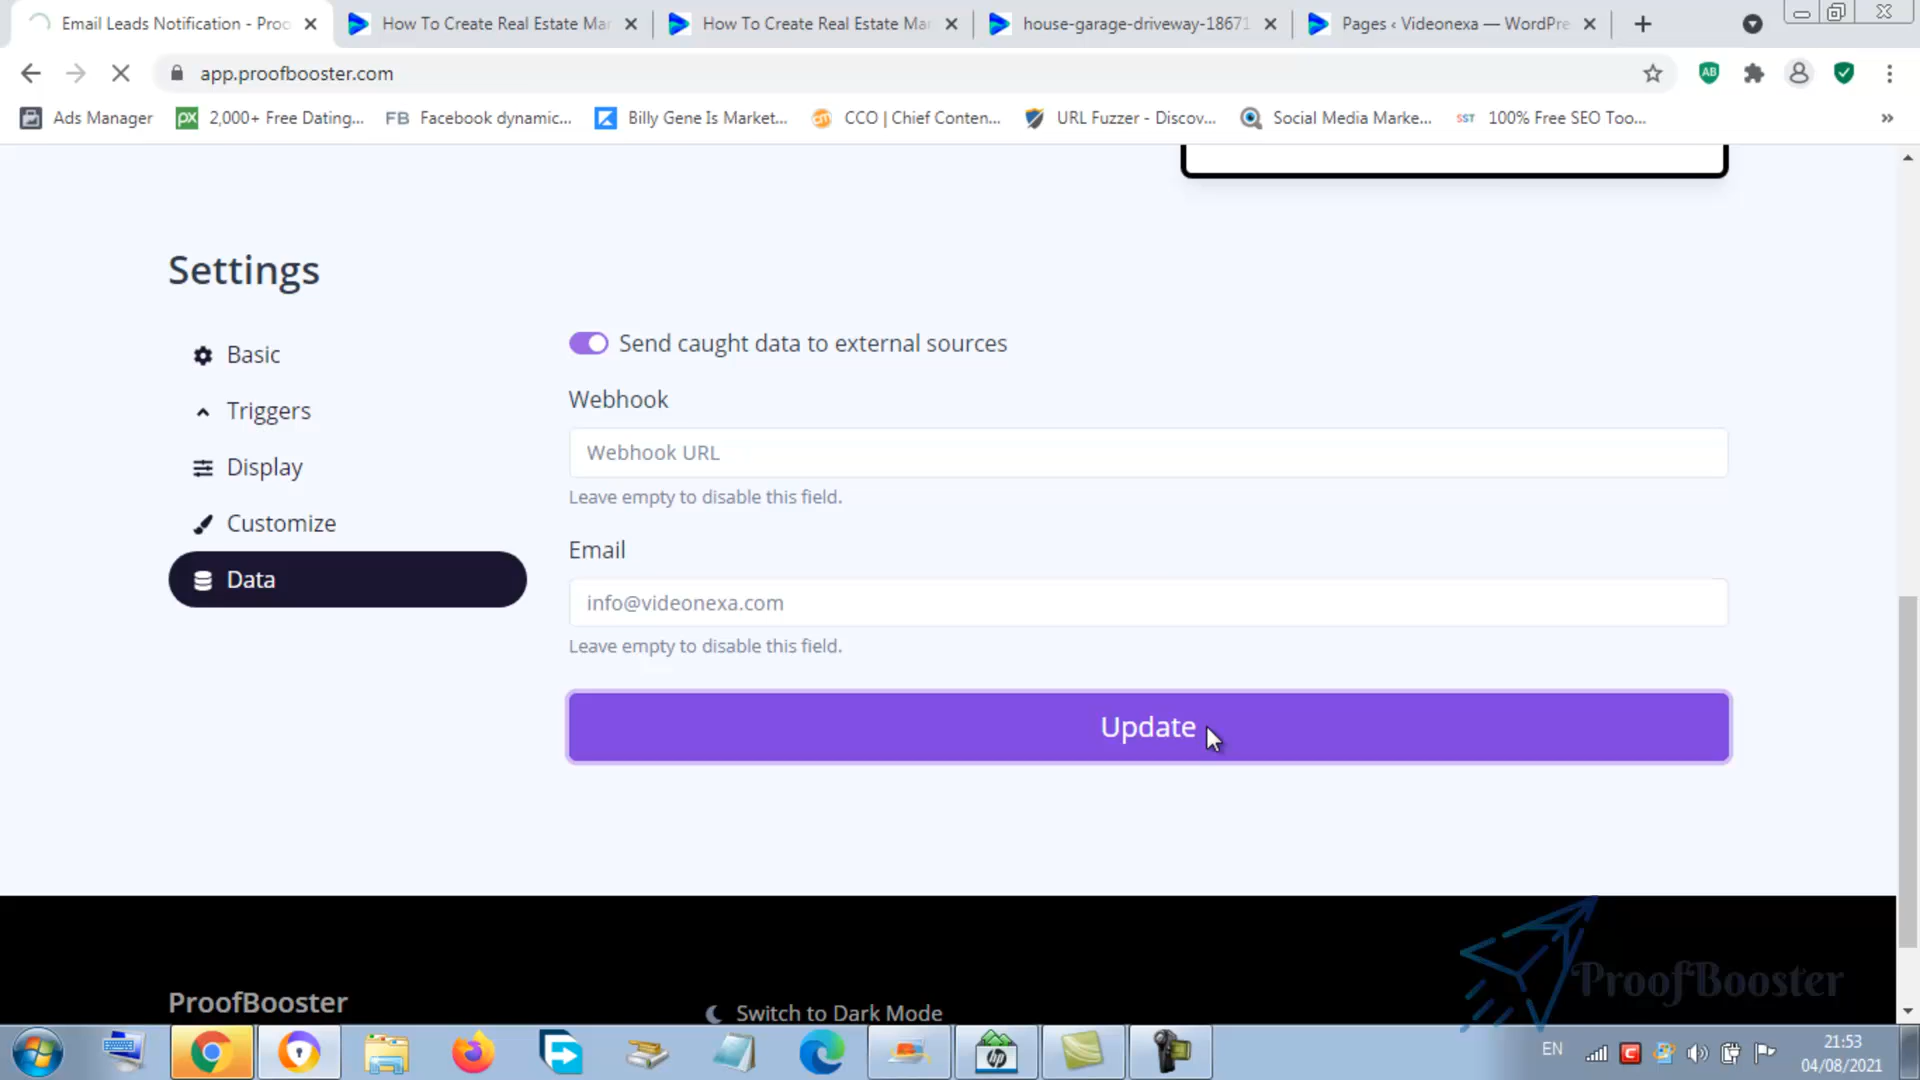 Email Leads Notification - Proo
How To Create Real Estate Mar
How To Create Real Estate Mar
house-garage-driveway-18671
Pages ‹ Videonexa — WordPre
app.proofbooster.com
AB
Ads Manager
px 2,000+ Free Dating...
FB Facebook dynamic...
Billy Gene Is Market...
cm CCO | Chief Conten...
URL Fuzzer - Discov...
Social Media Marke...
SST 100% Free SEO Too...
»
Settings
Basic
Triggers
Display
Customize
Data
Send caught data to external sources
Webhook
Webhook URL
Leave empty to disable this field.
Email
info@videonexa.com
Leave empty to disable this field.
Update
ProofBooster
Switch to Dark Mode
ProofBooster
hp
EN
C
21:53
04/08/2021